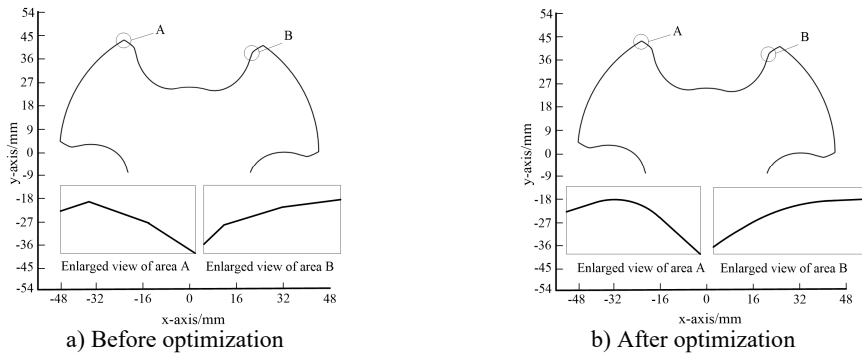 54
45
36
27
18
9
0
-9
-18
-27
-36
-45
-54
y-axis/mm
A
B
Enlarged view of area A
Enlarged view of area B
-48
-32
-16
0
16
32
48
x-axis/mm
a) Before optimization
54
45
36
27
18
9
0
-9
-18
-27
-36
-45
-54
y-axis/mm
A
B
Enlarged view of area A
Enlarged view of area B
-48
-32
-16
0
16
32
48
x-axis/mm
b) After optimization